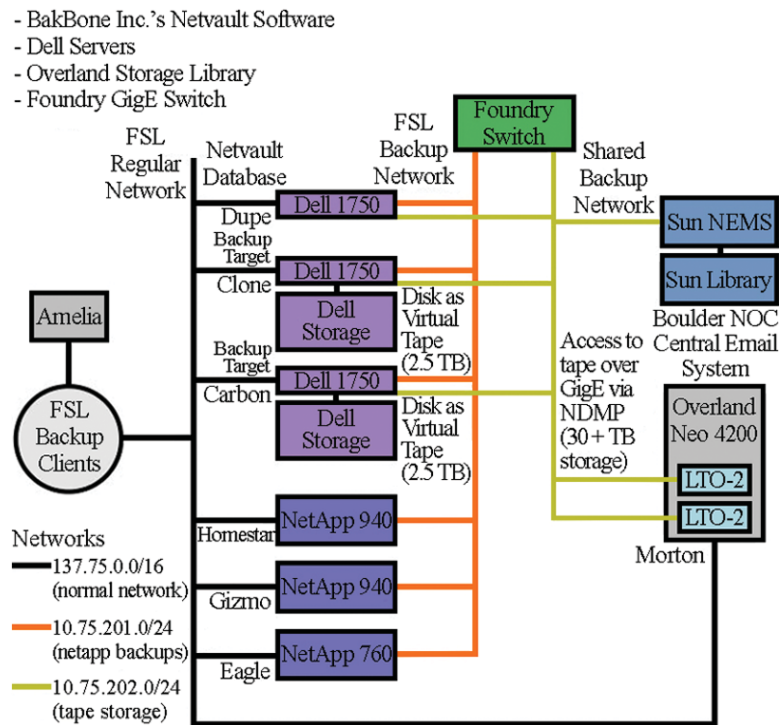 - BakBone Inc.'s Netvault Software
- Dell Servers
- Overland Storage Library
- Foundry GigE Switch
FSL
Regular
Network
Netvault
Database
FSL
Backup
Network
Foundry
Switch
Shared
Backup
Network
Dell 1750
Dupe
Sun NEMS
Sun Library
Boulder NOC
Central Email
System
Backup
Target
Dell 1750
Clone
Dell
Storage
Disk as
Virtual
Tape
(2.5 TB)
Amelia
FSL
Backup
Clients
Backup
Target
Dell 1750
Carbon
Dell
Storage
Disk as
Virtual
Tape
(2.5 TB)
Access to
tape over
GigE via
NDMP
(30 + TB
storage)
Overland
Neo 4200
LTO-2
LTO-2
Morton
NetApp 940
Homestar
NetApp 940
Gizmo
NetApp 760
Eagle
Networks
137.75.0.0/16
(normal network)
10.75.201.0/24
(netapp backups)
10.75.202.0/24
(tape storage)